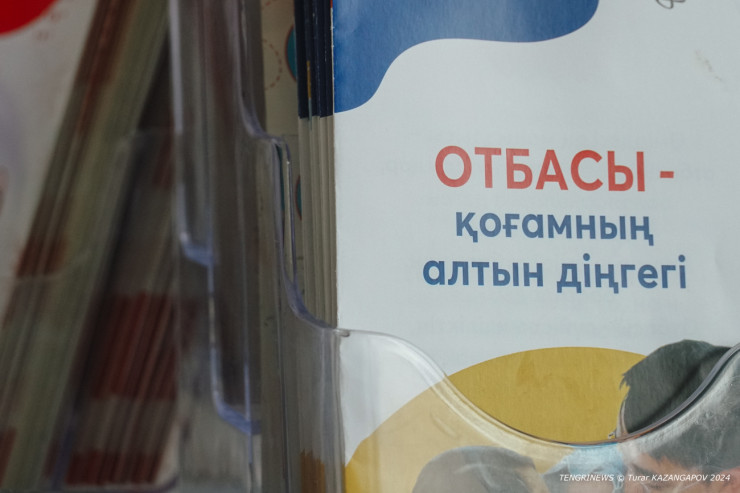 ОТБАСЫ -
қоғамның
алтын діңгегі
TENGRINEWS © Turar KAZANGAPOV 2024